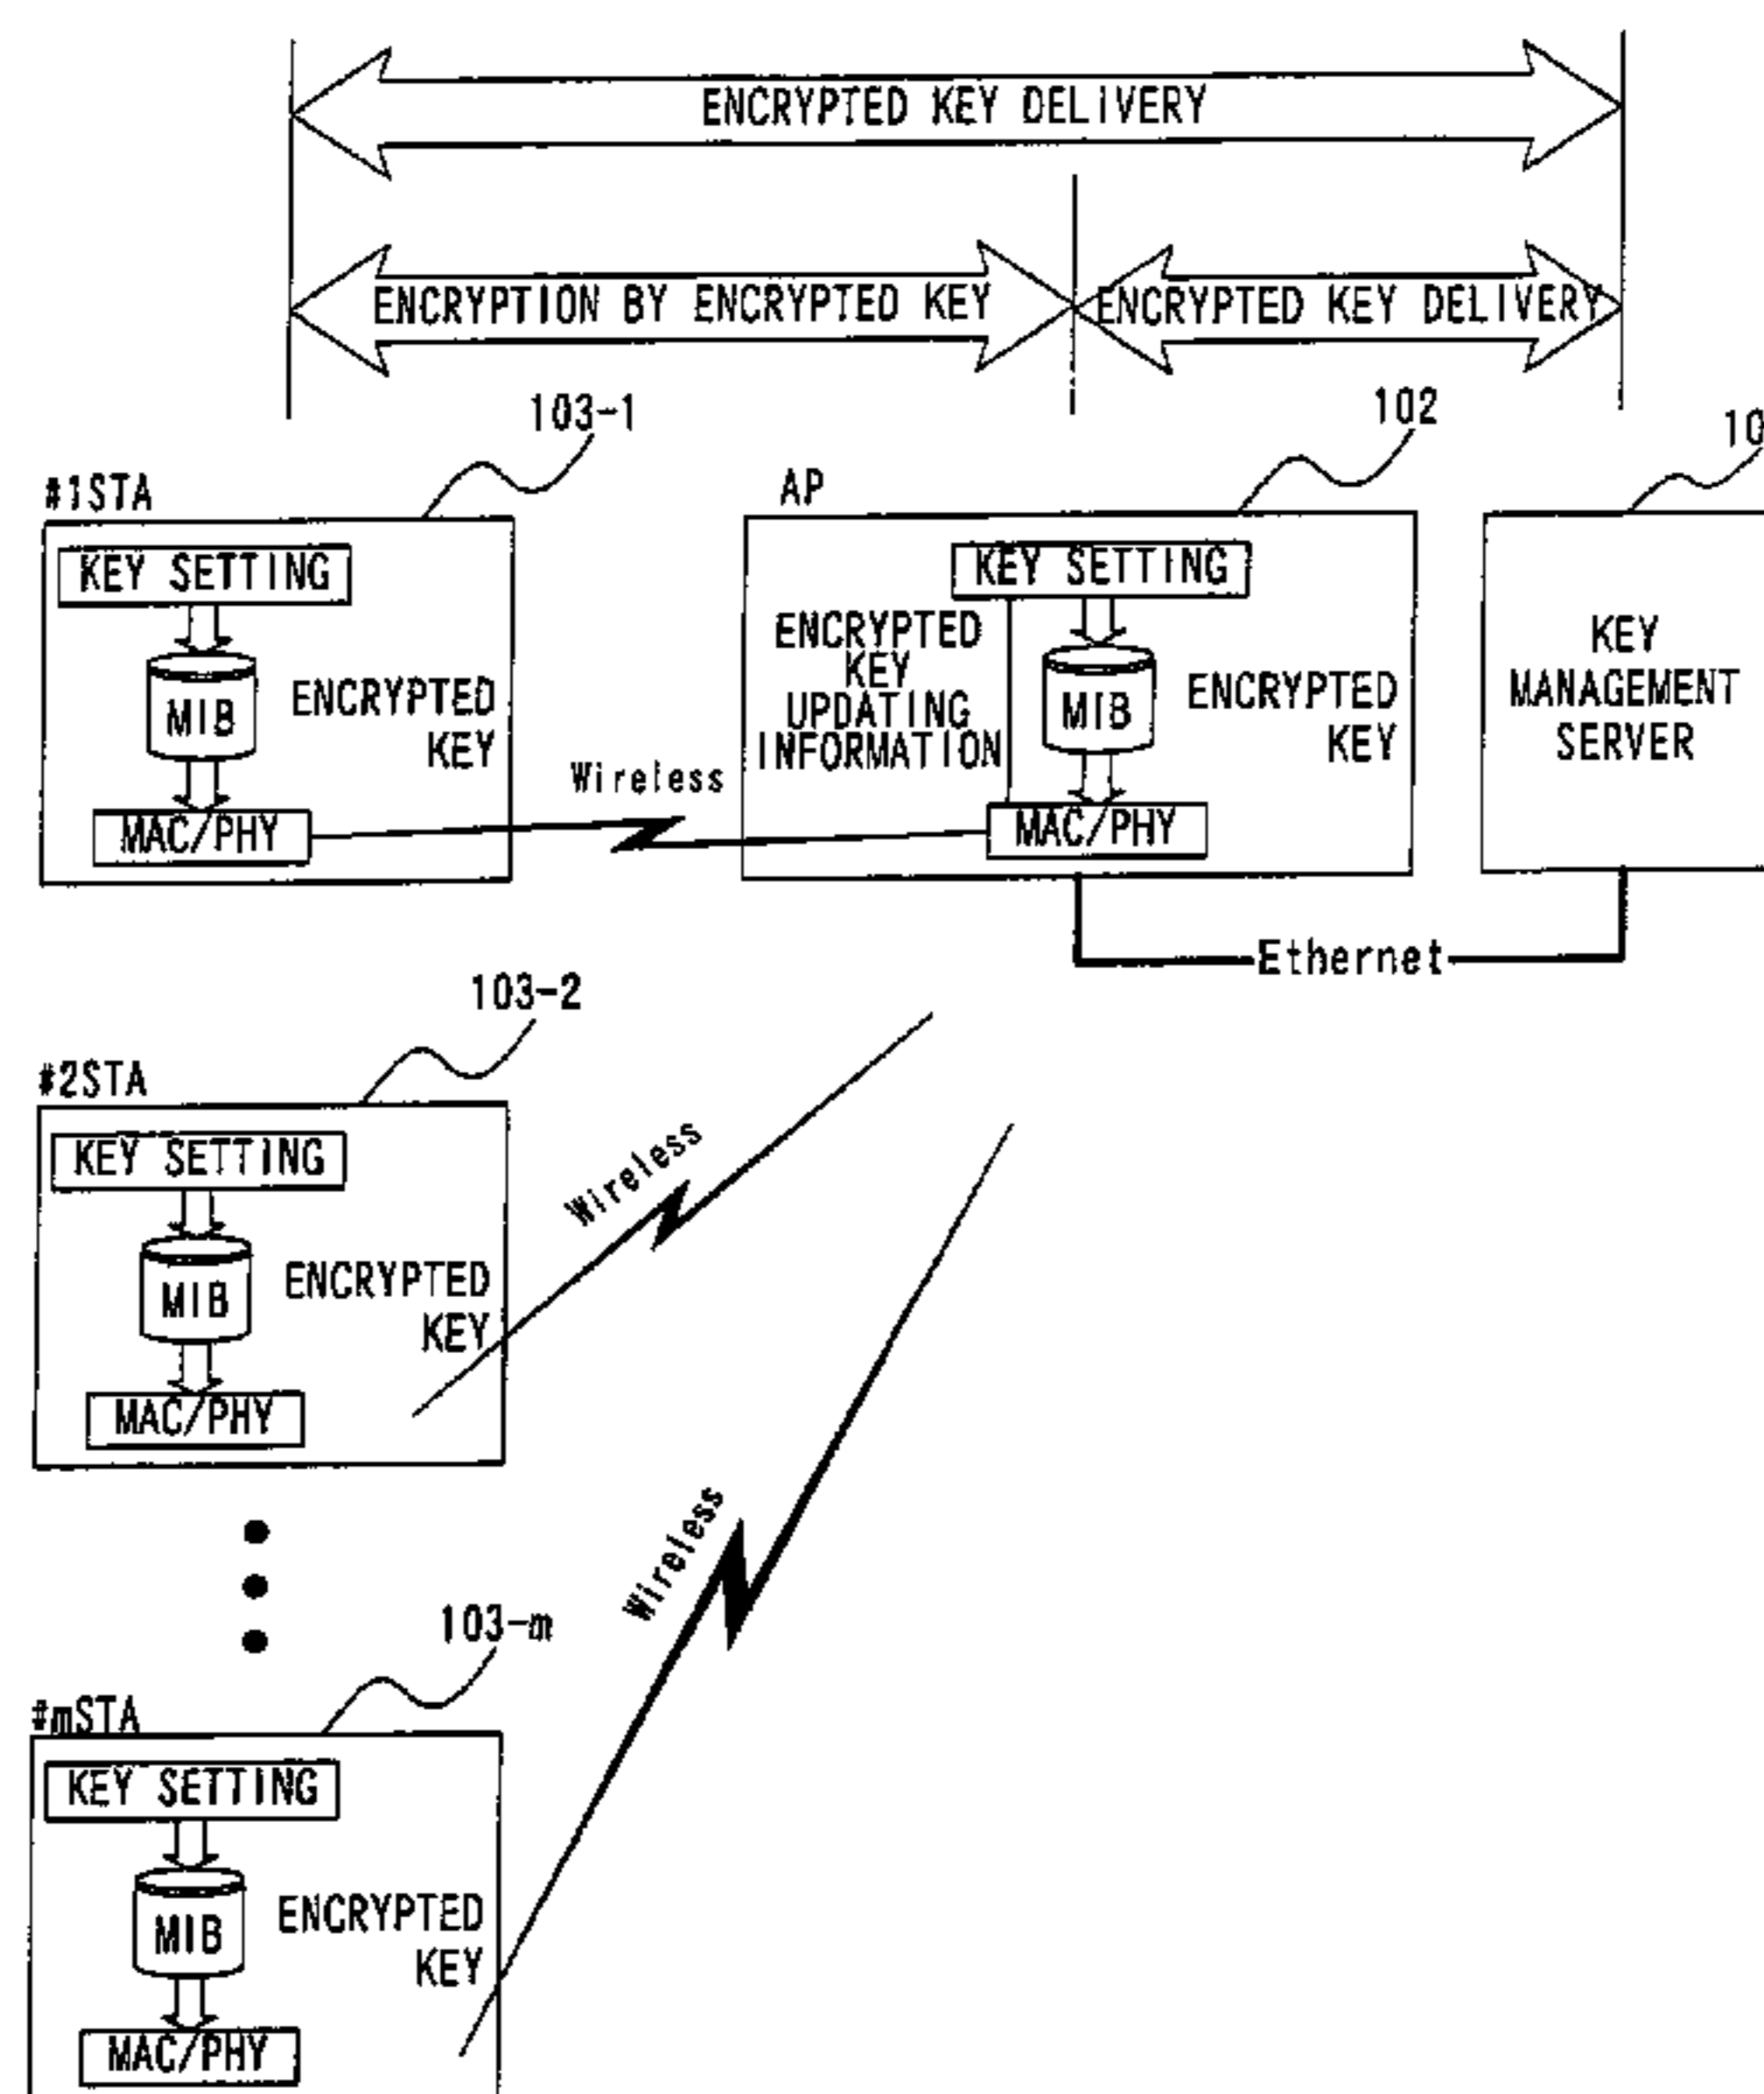 ENCRYPTED KEY DELIVERY
ENCRYPTION BY ENCRYPTED KEY
ENCRYPTED KEY DELIVERY
103-1
102
10
#1STA
AP
KEY SETTING
MIB
ENCRYPTED
KEY
MAC/PHY
Wireless
KEY SETTING
ENCRYPTED
KEY
UPDATING
INFORMATION
MIB
ENCRYPTED
KEY
MAC/PHY
KEY
MANAGEMENT
SERVER
Ethernet
103-2
#2STA
KEY SETTING
MIB
ENCRYPTED
KEY
MAC/PHY
Wireless
103-m
#mSTA
KEY SETTING
MIB
ENCRYPTED
KEY
MAC/PHY
Wireless